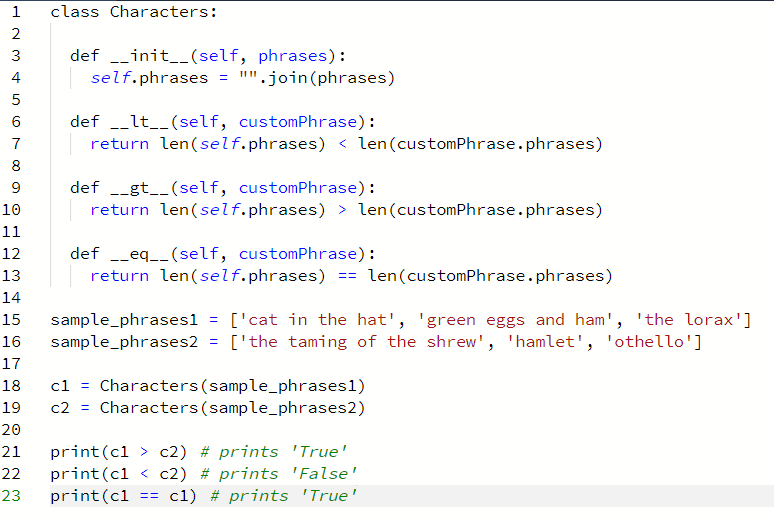 1 class Characters:
2
3   def __init__(self, phrases):
4     self.phrases = "".join(phrases)
5
6   def __lt__(self, customPhrase):
7     return len(self.phrases) < len(customPhrase.phrases)
8
9   def __gt__(self, customPhrase):
10     return len(self.phrases) > len(customPhrase.phrases)
11
12   def __eq__(self, customPhrase):
13     return len(self.phrases) == len(customPhrase.phrases)
14
15 sample_phrases1 = ['cat in the hat', 'green eggs and ham', 'the lorax']
16 sample_phrases2 = ['the taming of the shrew', 'hamlet', 'othello']
17
18 c1 = Characters(sample_phrases1)
19 c2 = Characters(sample_phrases2)
20
21 print(c1 > c2) # prints 'True'
22 print(c1 < c2) # prints 'False'
23 print(c1 == c1) # prints 'True'